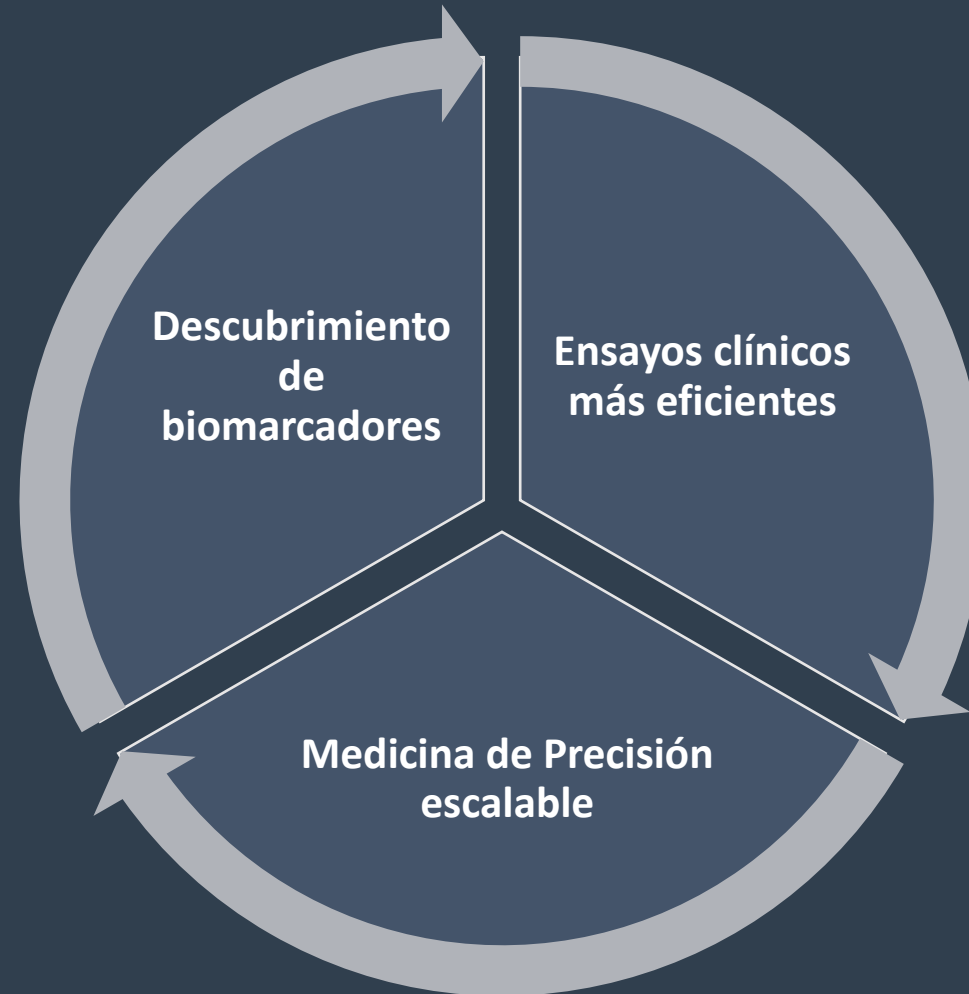 Descubrimiento
de
biomarcadores
Ensayos clínicos
más eficientes
Medicina de Precisión
escalable